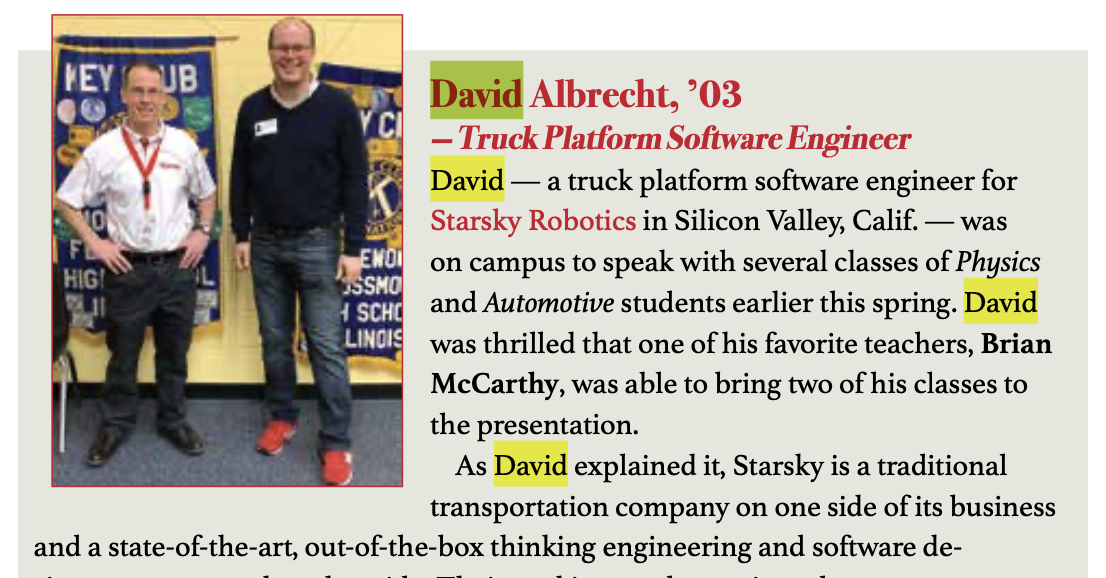 KEY CLUB
HIGH
David Albrecht, ’03
– Truck Platform Software Engineer
David — a truck platform software engineer for
Starsky Robotics in Silicon Valley, Calif. — was
on campus to speak with several classes of Physics
and Automotive students earlier this spring. David
was thrilled that one of his favorite teachers, Brian
McCarthy, was able to bring two of his classes to
the presentation.
As David explained it, Starsky is a traditional
transportation company on one side of its business
and a state-of-the-art, out-of-the-box thinking engineering and software de-